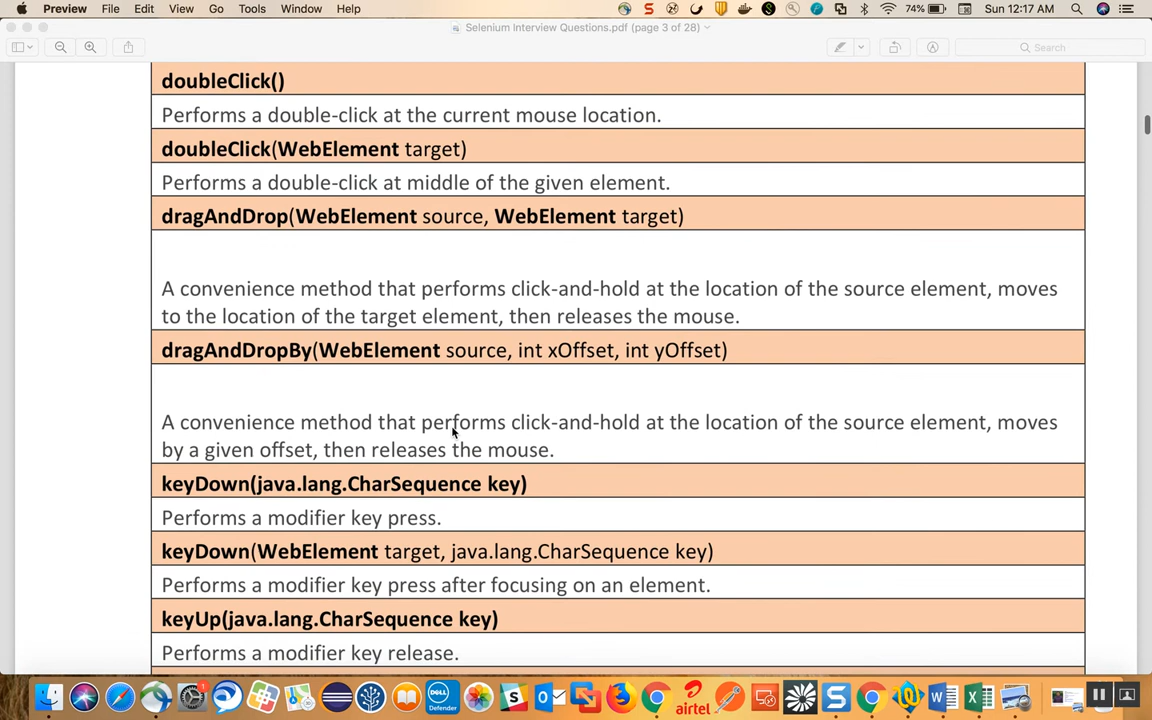 Preview File Edit View Go Tools Window Help 74% Sun 12:17 AM
Selenium Interview Questions.pdf (page 3 of 28)
Search
doubleClick()
Performs a double-click at the current mouse location.
doubleClick(WebElement target)
Performs a double-click at middle of the given element.
dragAndDrop(WebElement source, WebElement target)
A convenience method that performs click-and-hold at the location of the source element, moves
to the location of the target element, then releases the mouse.
dragAndDropBy(WebElement source, int xOffset, int yOffset)
A convenience method that performs click-and-hold at the location of the source element, moves
by a given offset, then releases the mouse.
keyDown(java.lang.CharSequence key)
Performs a modifier key press.
keyDown(WebElement target, java.lang.CharSequence key)
Performs a modifier key press after focusing on an element.
keyUp(java.lang.CharSequence key)
Performs a modifier key release.
DELL
Defender
airtel